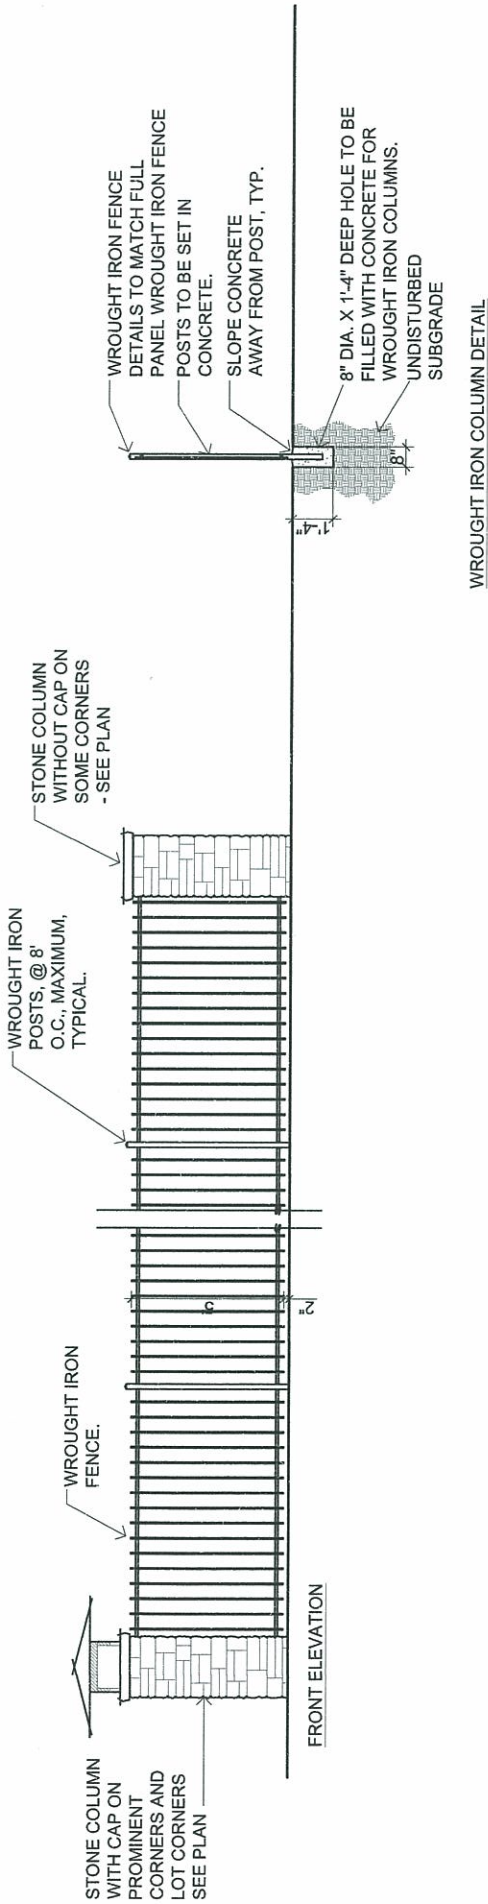 STONE COLUMN
WITH CAP ON
PROMINENT
CORNERS AND
LOT CORNERS
SEE PLAN
WROUGHT IRON
FENCE.
WROUGHT IRON
POSTS, @ 8'
O.C., MAXIMUM,
TYPICAL.
STONE COLUMN
WITHOUT CAP ON
SOME CORNERS
- SEE PLAN
5'
2"
FRONT ELEVATION
WROUGHT IRON FENCE
DETAILS TO MATCH FULL
PANEL WROUGHT IRON FENCE
POSTS TO BE SET IN
CONCRETE.
SLOPE CONCRETE
AWAY FROM POST, TYP.
8" DIA. X 1'-4" DEEP HOLE TO BE
FILLED WITH CONCRETE FOR
WROUGHT IRON COLUMNS.
UNDISTURBED
SUBGRADE
1'-4"
8"
WROUGHT IRON COLUMN DETAIL